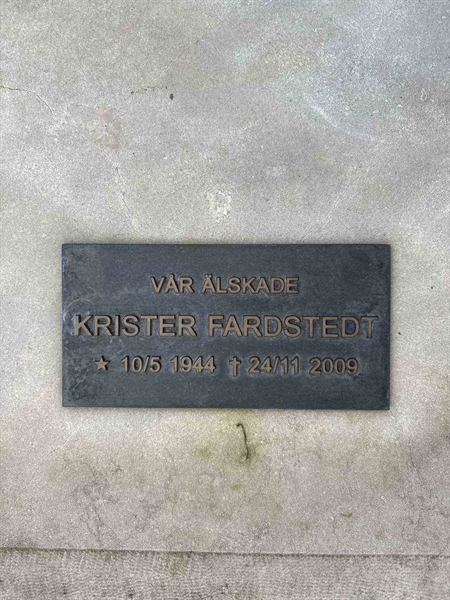 VÅR ÄLSKADE
KRISTER FARDSTEDT
★ 10/5 1944 † 24/11 2009